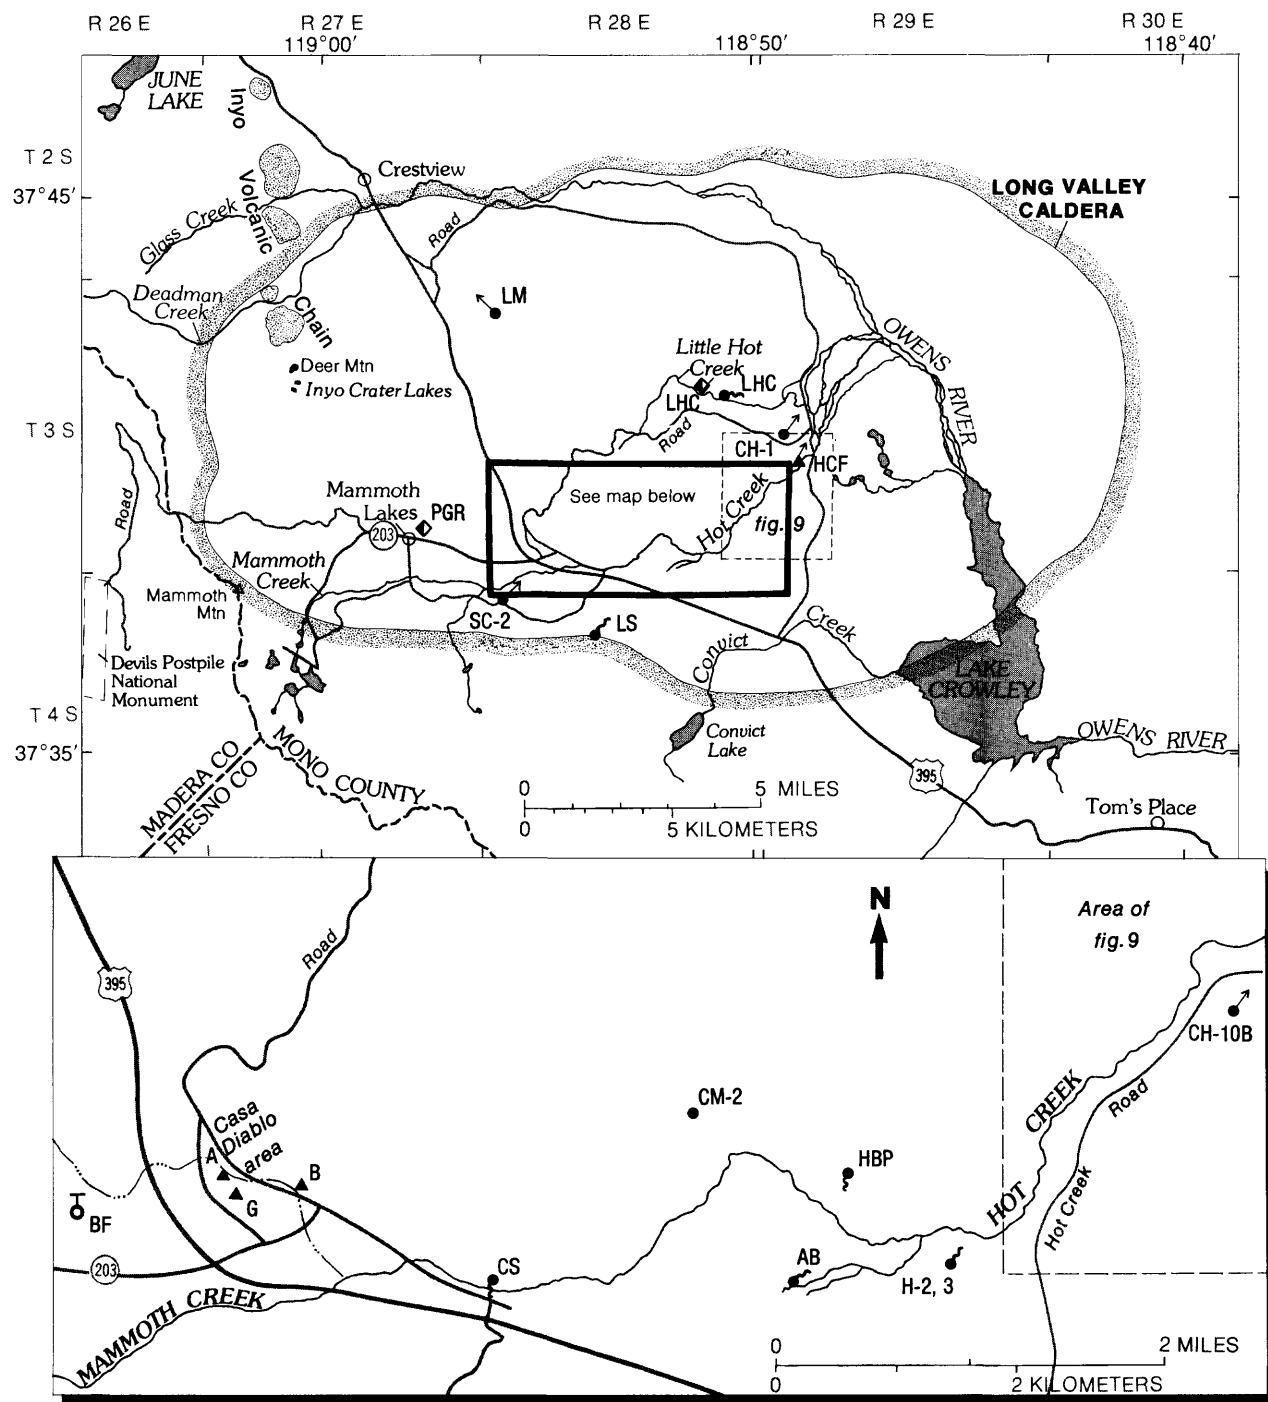 R 26 E
R 27 E
R 28 E
R 29 E
R 30 E
119°00′
118°50′
118°40′
JUNE
LAKE
Inyo
T 2 S
37°45′
Crestview
Volcanic
Glass Creek
Road
LONG VALLEY
CALDERA
Deadman
Creek
Chain
LM
Deer Mtn
Inyo Crater Lakes
Little Hot
Creek
LHC
LHC
OWENS
RIVER
T 3 S
Road
CH-1
HCF
See map below
Hot Creek
fig. 9
Road
Mammoth
Lakes
PGR
203
Mammoth
Creek
Mammoth
Mtn
SC-2
LS
Convict
Creek
Devils Postpile
National
Monument
LAKE
CROWLEY
T 4 S
37°35′
Convict
Lake
OWENS RIVER
MADERA CO
FRESNO CO
MONO COUNTY
395
0
5 MILES
0
5 KILOMETERS
Tom's Place
N
Area of
fig. 9
Road
395
CH-10B
CREEK
Road
Casa
Diablo
area
CM-2
A
B
G
HBP
HOT
Hot Creek
BF
203
CS
AB
H-2, 3
MAMMOTH CREEK
0
2 MILES
0
2 KILOMETERS